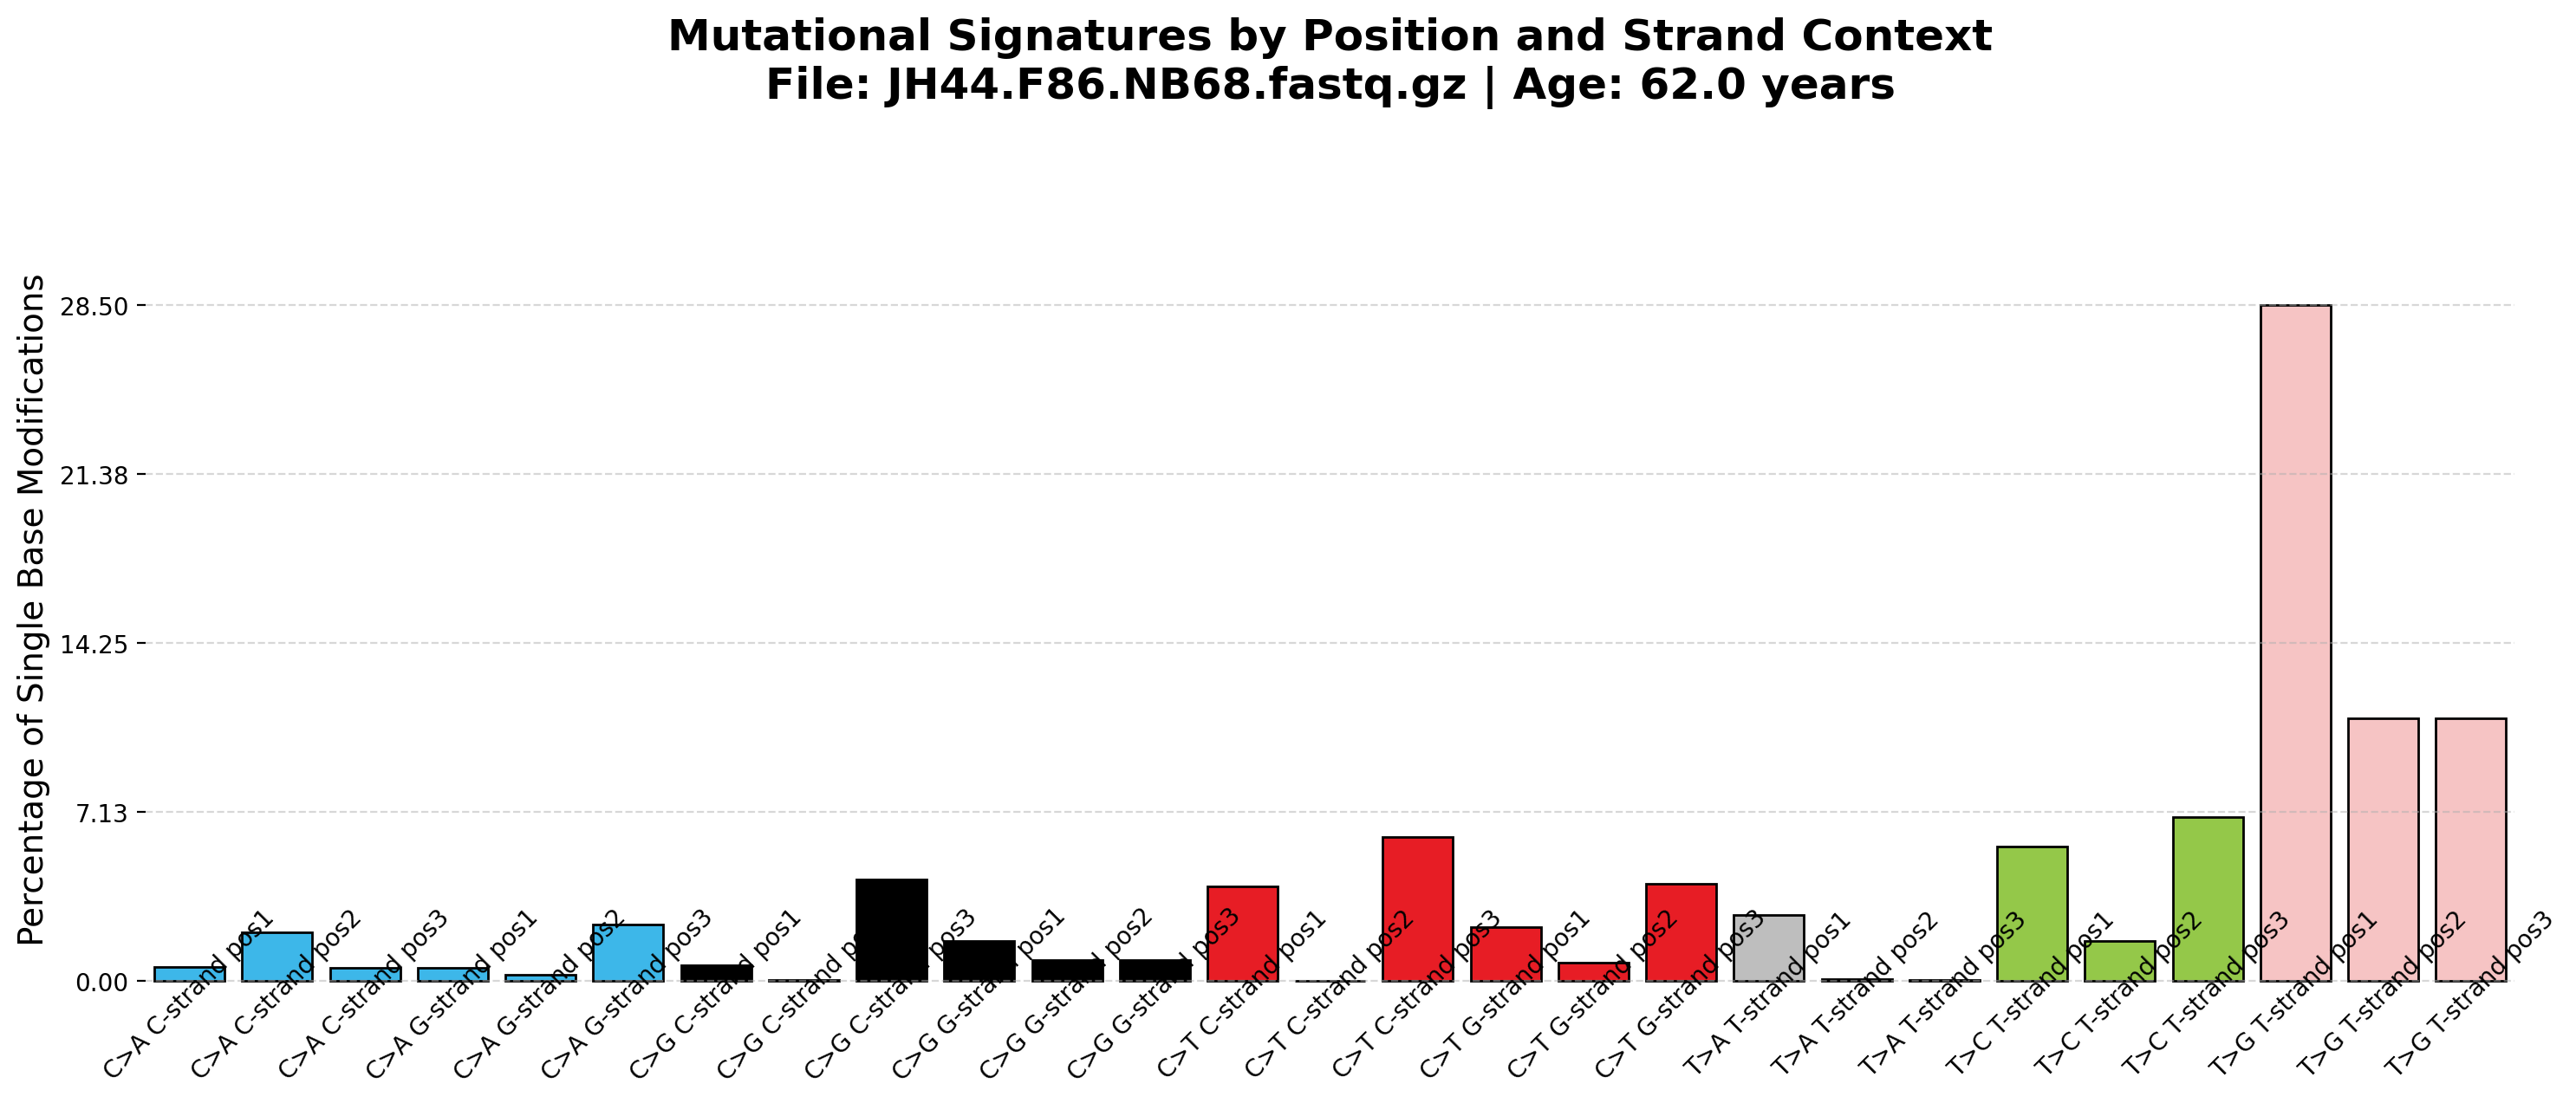 Mutational Signatures by Position and Strand Context
File: JH44.F86.NB68.fastq.gz | Age: 62.0 years
Percentage of Single Base Modifications
28.50
21.38
14.25
7.13
0.00
C>A C-strand pos1
C>A C-strand pos2
C>A C-strand pos3
C>A G-strand pos1
C>A G-strand pos2
C>A G-strand pos3
C>G C-strand pos1
C>G C-strand pos2
C>G C-strand pos3
C>G G-strand pos1
C>G G-strand pos2
C>G G-strand pos3
C>T C-strand pos1
C>T C-strand pos2
C>T C-strand pos3
C>T G-strand pos1
C>T G-strand pos2
C>T G-strand pos3
T>A T-strand pos1
T>A T-strand pos2
T>A T-strand pos3
T>C T-strand pos1
T>C T-strand pos2
T>C T-strand pos3
T>G T-strand pos1
T>G T-strand pos2
T>G T-strand pos3